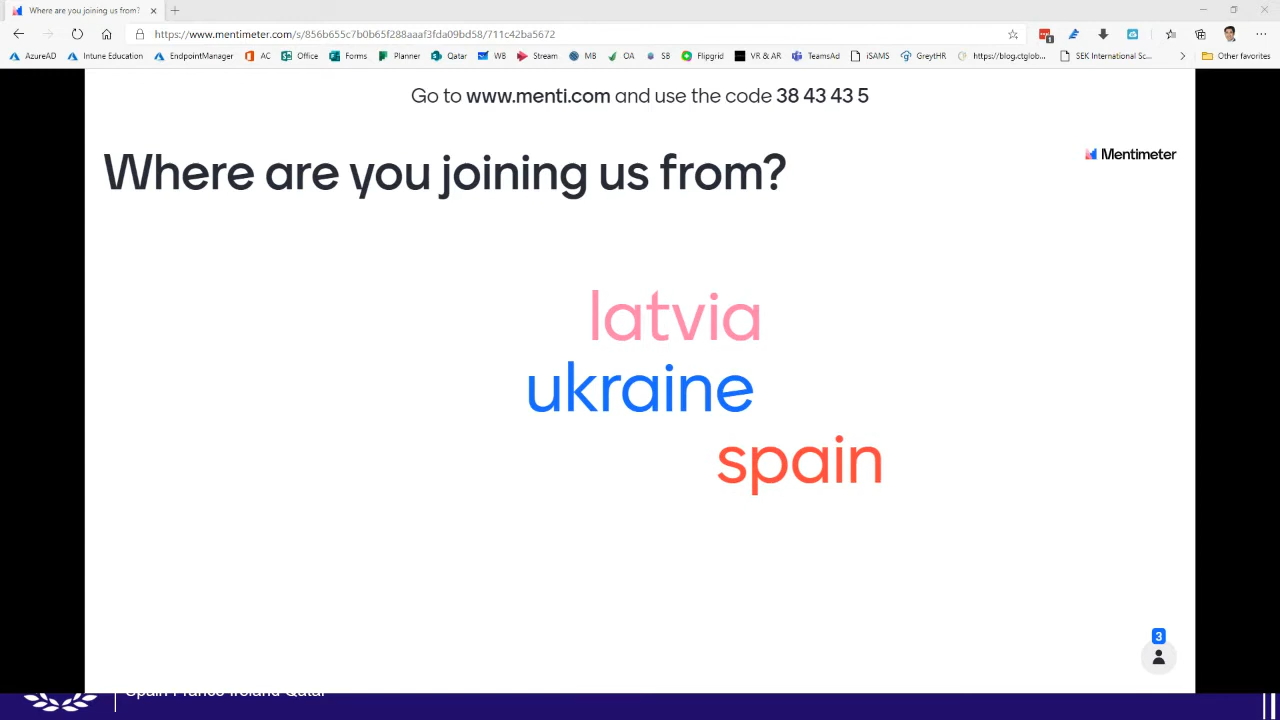 Where are you joining us from?
https://www.mentimeter.com/s/856b655c7b0b65f288aaaf3fda09bd58/711c42ba5672
1
AzureAD Intune Education EndpointManager AC Office Forms Planner Qatar WB Stream MB OA SB Flipgrid VR & AR TeamsAd iSAMS GreytHR https://blog.ctglob... SEK International Sc... Other favorites
Go to www.menti.com and use the code 38 43 43 5
Where are you joining us from?
Mentimeter
latvia
ukraine
spain
3
Spain France Ireland Qatar